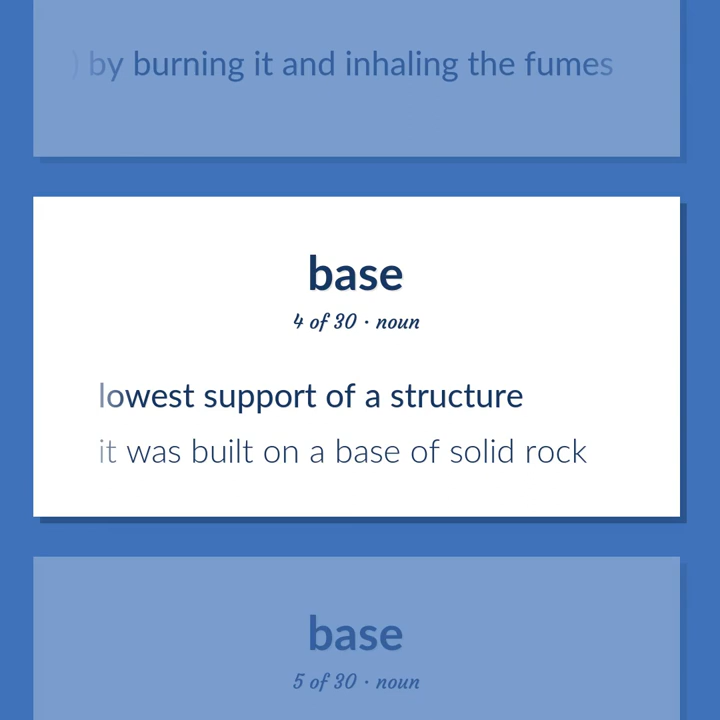 ) by burning it and inhaling the fumes
base
4 of 30 · noun
lowest support of a structure
it was built on a base of solid rock
base
5 of 30 · noun